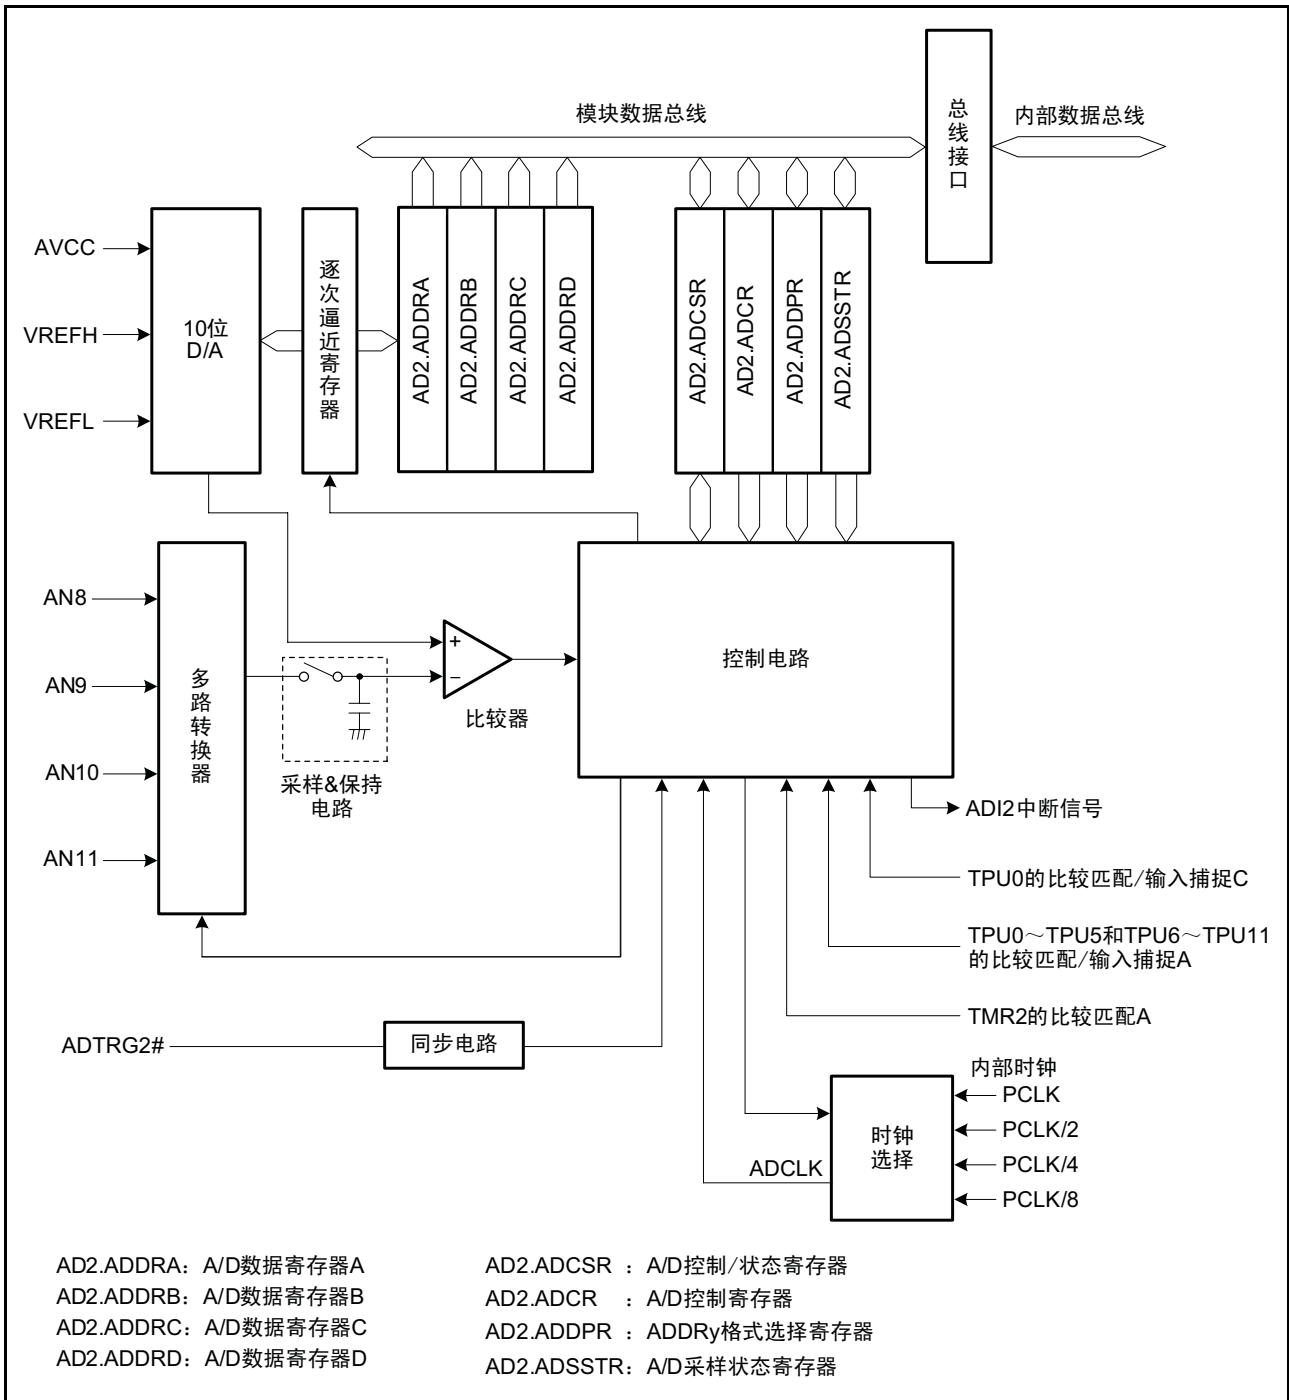 模块数据总线
总线接口
内部数据总线
AVCC
VREFH
VREFL
10位
D/A
逐次逼近寄存器
AD2.ADDRA
AD2.ADDRB
AD2.ADDRC
AD2.ADDRD
AD2.ADCSR
AD2.ADCR
AD2.ADDPR
AD2.ADSSTR
AN8
AN9
AN10
AN11
多路转换器
采样&保持
电路
+
−
比较器
控制电路
ADI2中断信号
TPU0的比较匹配/输入捕捉C
TPU0～TPU5和TPU6～TPU11
的比较匹配/输入捕捉A
TMR2的比较匹配A
ADTRG2#
同步电路
内部时钟
PCLK
PCLK/2
PCLK/4
PCLK/8
时钟
选择
ADCLK
AD2.ADDRA：A/D数据寄存器A
AD2.ADDRB：A/D数据寄存器B
AD2.ADDRC：A/D数据寄存器C
AD2.ADDRD：A/D数据寄存器D
AD2.ADCSR ：A/D控制/状态寄存器
AD2.ADCR ：A/D控制寄存器
AD2.ADDPR ：ADDRy格式选择寄存器
AD2.ADSSTR：A/D采样状态寄存器